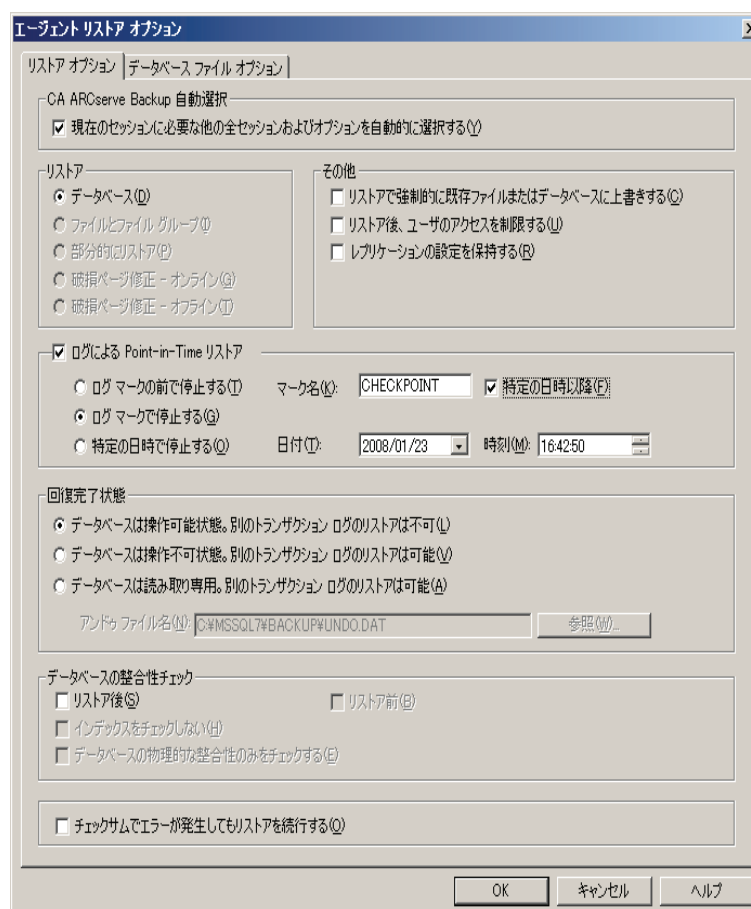 エージェント リストア オプション
リストア オプション データベース ファイル オプション
CA ARCserve Backup 自動選択
現在のセッションに必要な他の全セッションおよびオプションを自動的に選択する(Y)
リストア
データベース(D)
ファイルとファイル グループ(I)
部分的にリストア(P)
破損ページ修正 - オンライン(G)
破損ページ修正 - オフライン(T)
その他
リストアで強制的に既存ファイルまたはデータベースに上書きする(C)
リストア後、ユーザのアクセスを制限する(U)
レプリケーションの設定を保持する(R)
ログによる Point-in-Time リストア
ログ マークの前で停止する(T) マーク名(K): CHECKPOINT 特定の日時以降(F)
ログ マークで停止する(G)
特定の日時で停止する(O) 日付(T): 2008/01/23 時刻(M): 16:42:50
回復完了状態
データベースは操作可能状態。別のトランザクション ログのリストアは不可(L)
データベースは操作不可状態。別のトランザクション ログのリストアは可能(V)
データベースは読み取り専用。別のトランザクション ログのリストアは可能(A)
アンドゥ ファイル名(N): C:¥MSSQL7¥BACKUP¥UNDO.DAT 参照(W)...
データベースの整合性チェック
リストア後(S) リストア前(B)
インデックスをチェックしない(H)
データベースの物理的な整合性のみをチェックする(E)
チェックサムでエラーが発生してもリストアを続行する(O)
OK キャンセル ヘルプ